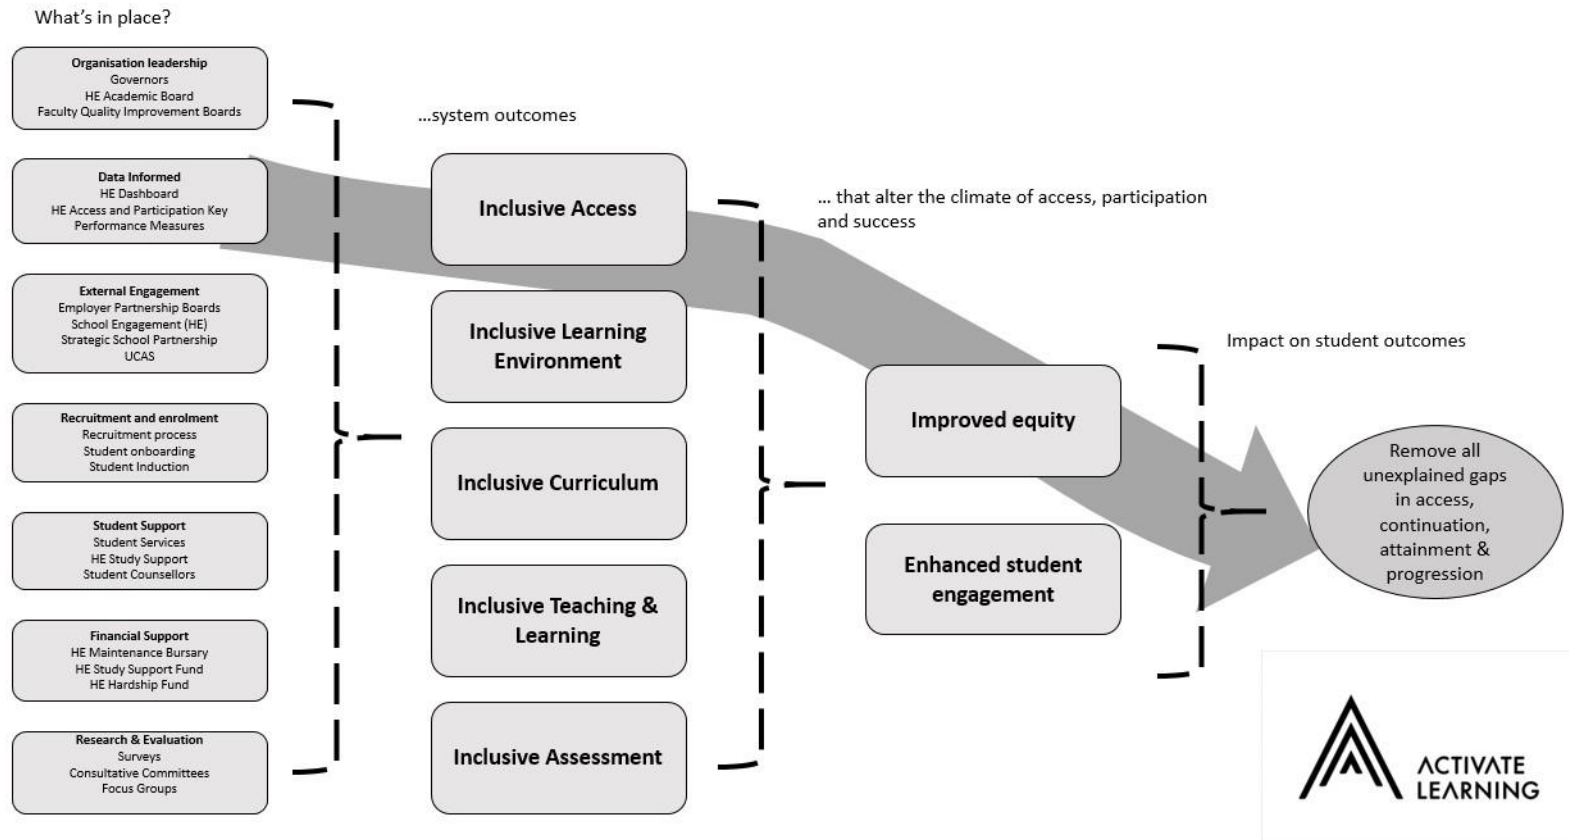 What's in place?
Organisation leadership
Governors
HE Academic Board
Faculty Quality Improvement Boards
Data Informed
HE Dashboard
HE Access and Participation Key
Performance Measures
External Engagement
Employer Partnership Boards
School Engagement (HE)
Strategic School Partnership
UCAS
Recruitment and enrolment
Recruitment process
Student onboarding
Student Induction
Student Support
Student Services
HE Study Support
Student Counsellors
Financial Support
HE Maintenance Bursary
HE Study Support Fund
HE Hardship Fund
Research & Evaluation
Surveys
Consultative Committees
Focus Groups
...system outcomes
Inclusive Access
Inclusive Learning
Environment
Inclusive Curriculum
Inclusive Teaching &
Learning
Inclusive Assessment
... that alter the climate of access, participation
and success
Improved equity
Enhanced student
engagement
Impact on student outcomes
Remove all
unexplained gaps
in access,
continuation,
attainment &
progression
ACTIVATE
LEARNING